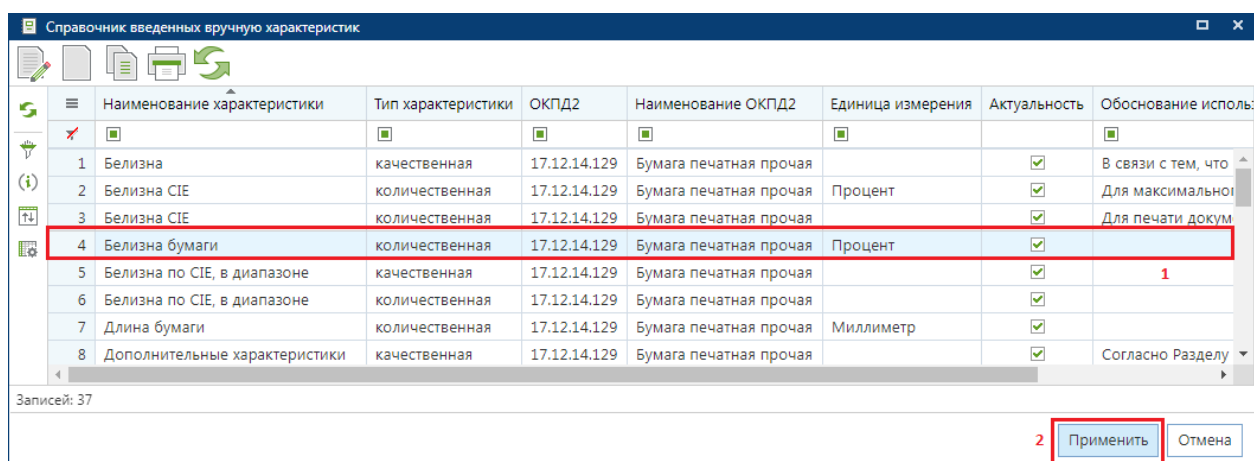 Справочник введенных вручную характеристик
Наименование характеристики Тип характеристики ОКПД2 Наименование ОКПД2 Единица измерения Актуальность Обоснование исполь
1 Белизна качественная 17.12.14.129 Бумага печатная прочая В связи с тем, что
2 Белизна CIE количественная 17.12.14.129 Бумага печатная прочая Процент Для максимальног
3 Белизна CIE количественная 17.12.14.129 Бумага печатная прочая Для печати докум
4 Белизна бумаги количественная 17.12.14.129 Бумага печатная прочая Процент
5 Белизна по CIE, в диапазоне качественная 17.12.14.129 Бумага печатная прочая 1
6 Белизна по CIE, в диапазоне количественная 17.12.14.129 Бумага печатная прочая
7 Длина бумаги количественная 17.12.14.129 Бумага печатная прочая Миллиметр
8 Дополнительные характеристики качественная 17.12.14.129 Бумага печатная прочая Согласно Разделу
Записей: 37
2 Применить Отмена